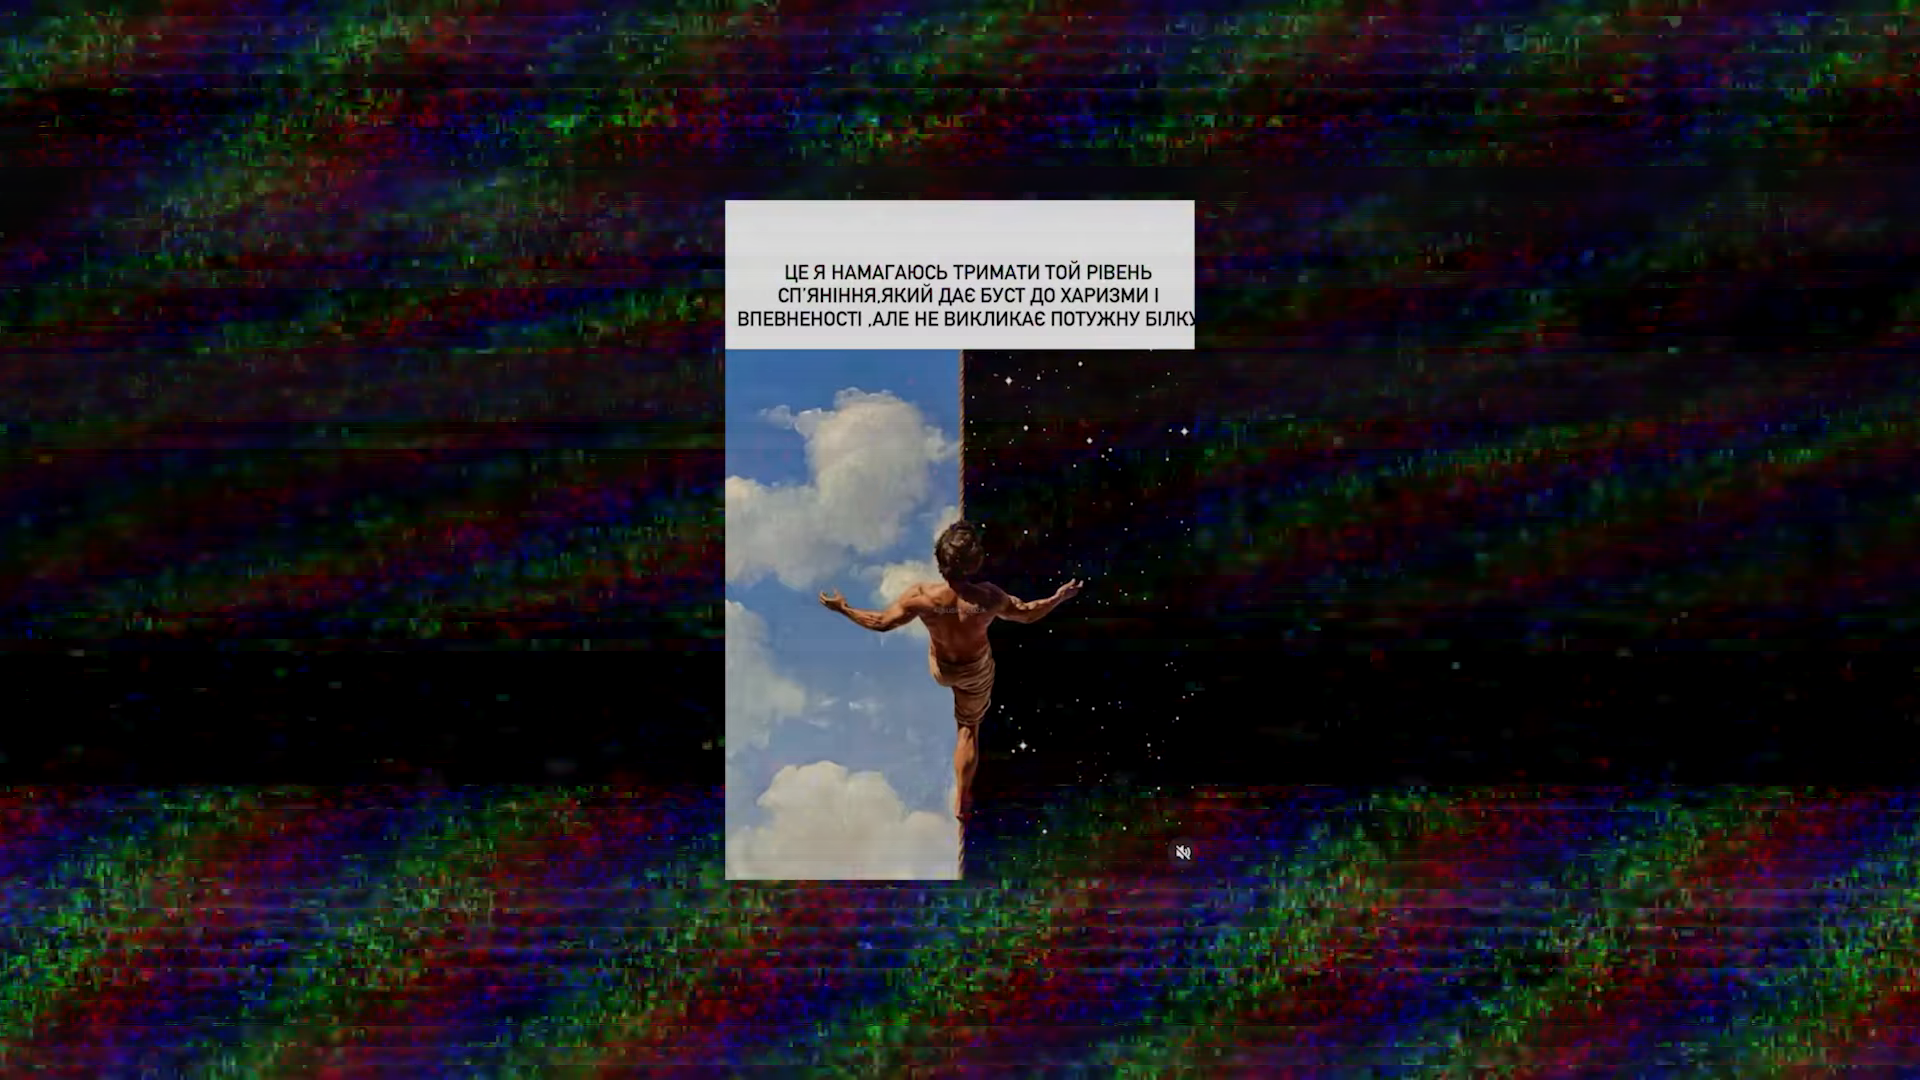 ЦЕ Я НАМАГАЮСЬ ТРИМАТИ ТОЙ РІВЕНЬ
СП'ЯНІННЯ,ЯКИЙ ДАЄ БУСТ ДО ХАРИЗМИ І
ВПЕВНЕНОСТІ ,АЛЕ НЕ ВИКЛИКАЄ ПОТУЖНУ БІЛКУ